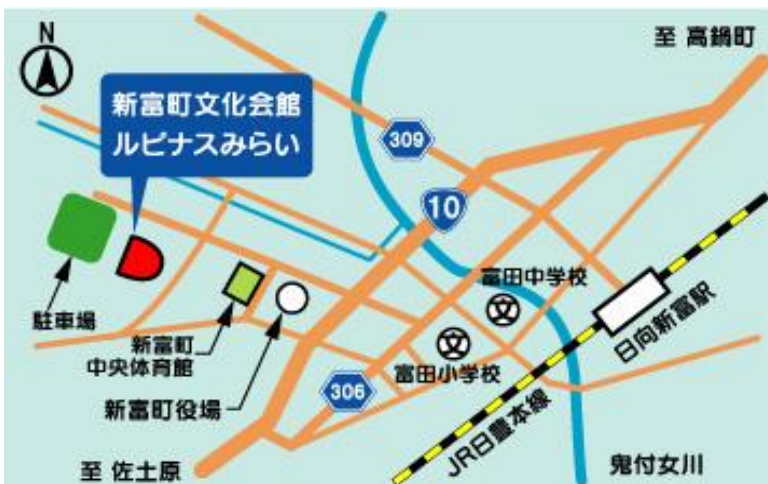 N
至 高鍋町
新富町文化会館
ルピナスみらい
309
10
富田中学校
文
駐車場
新富町
中央体育館
文
富田小学校
日向新富駅
新富町役場
306
JR日豊本線
至 佐土原
鬼付女川